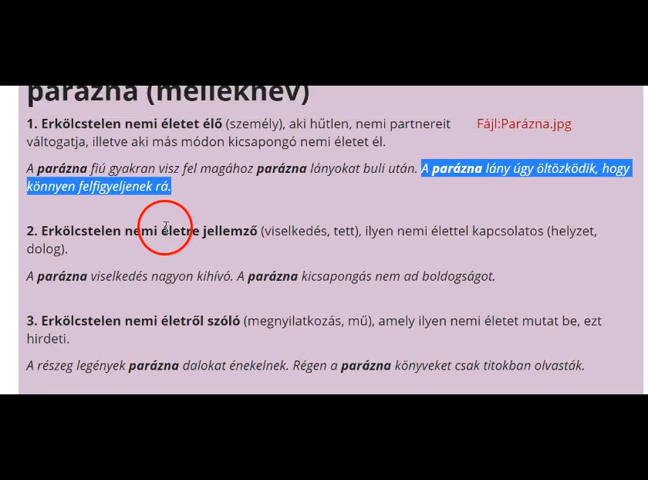 parázna (melléknév)
1. Erkölcstelen nemi életet élő (személy), aki hűtlen, nemi partnereit
Fájl:Parázna.jpg
váltogatja, illetve aki más módon kicsapongó nemi életet él.
A parázna fiú gyakran visz fel magához parázna lányokat buli után. A parázna lány úgy öltözködik, hogy
könnyen felfigyeljenek rá.
2. Erkölcstelen nemi életre jellemző (viselkedés, tett), ilyen nemi élettel kapcsolatos (helyzet,
dolog).
A parázna viselkedés nagyon kihívó. A parázna kicsapongás nem ad boldogságot.
3. Erkölcstelen nemi életről szóló (megnyilatkozás, mű), amely ilyen nemi életet mutat be, ezt
hirdeti.
A részeg legények parázna dalokat énekelnek. Régen a parázna könyveket csak titokban olvasták.